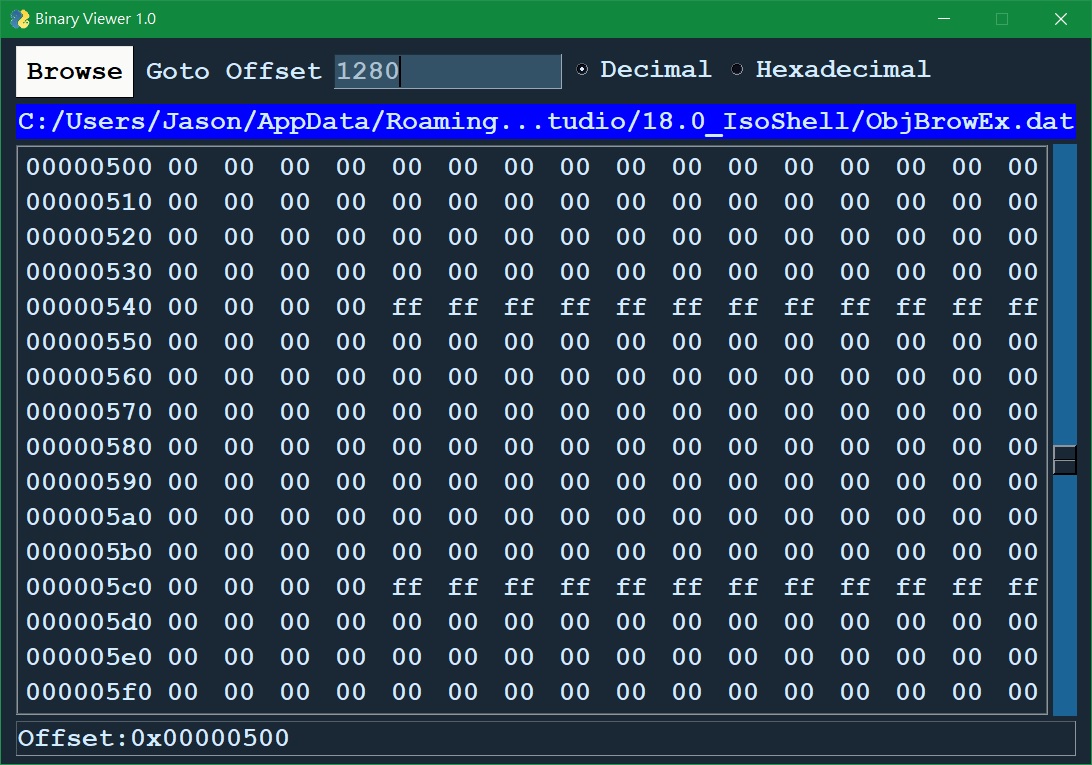 Binary Viewer 1.0
Browse Goto Offset 1280 Decimal Hexadecimal
C:/Users/Jason/AppData/Roaming...tudio/18.0_IsoShell/ObjBrowEx.dat
00000500 00 00 00 00 00 00 00 00 00 00 00 00 00 00 00 00
00000510 00 00 00 00 00 00 00 00 00 00 00 00 00 00 00 00
00000520 00 00 00 00 00 00 00 00 00 00 00 00 00 00 00 00
00000530 00 00 00 00 00 00 00 00 00 00 00 00 00 00 00 00
00000540 00 00 00 00 ff ff ff ff ff ff ff ff ff ff ff ff
00000550 00 00 00 00 00 00 00 00 00 00 00 00 00 00 00 00
00000560 00 00 00 00 00 00 00 00 00 00 00 00 00 00 00 00
00000570 00 00 00 00 00 00 00 00 00 00 00 00 00 00 00 00
00000580 00 00 00 00 00 00 00 00 00 00 00 00 00 00 00 00
00000590 00 00 00 00 00 00 00 00 00 00 00 00 00 00 00 00
000005a0 00 00 00 00 00 00 00 00 00 00 00 00 00 00 00 00
000005b0 00 00 00 00 00 00 00 00 00 00 00 00 00 00 00 00
000005c0 00 00 00 00 ff ff ff ff ff ff ff ff ff ff ff ff
000005d0 00 00 00 00 00 00 00 00 00 00 00 00 00 00 00 00
000005e0 00 00 00 00 00 00 00 00 00 00 00 00 00 00 00 00
000005f0 00 00 00 00 00 00 00 00 00 00 00 00 00 00 00 00
Offset:0x00000500